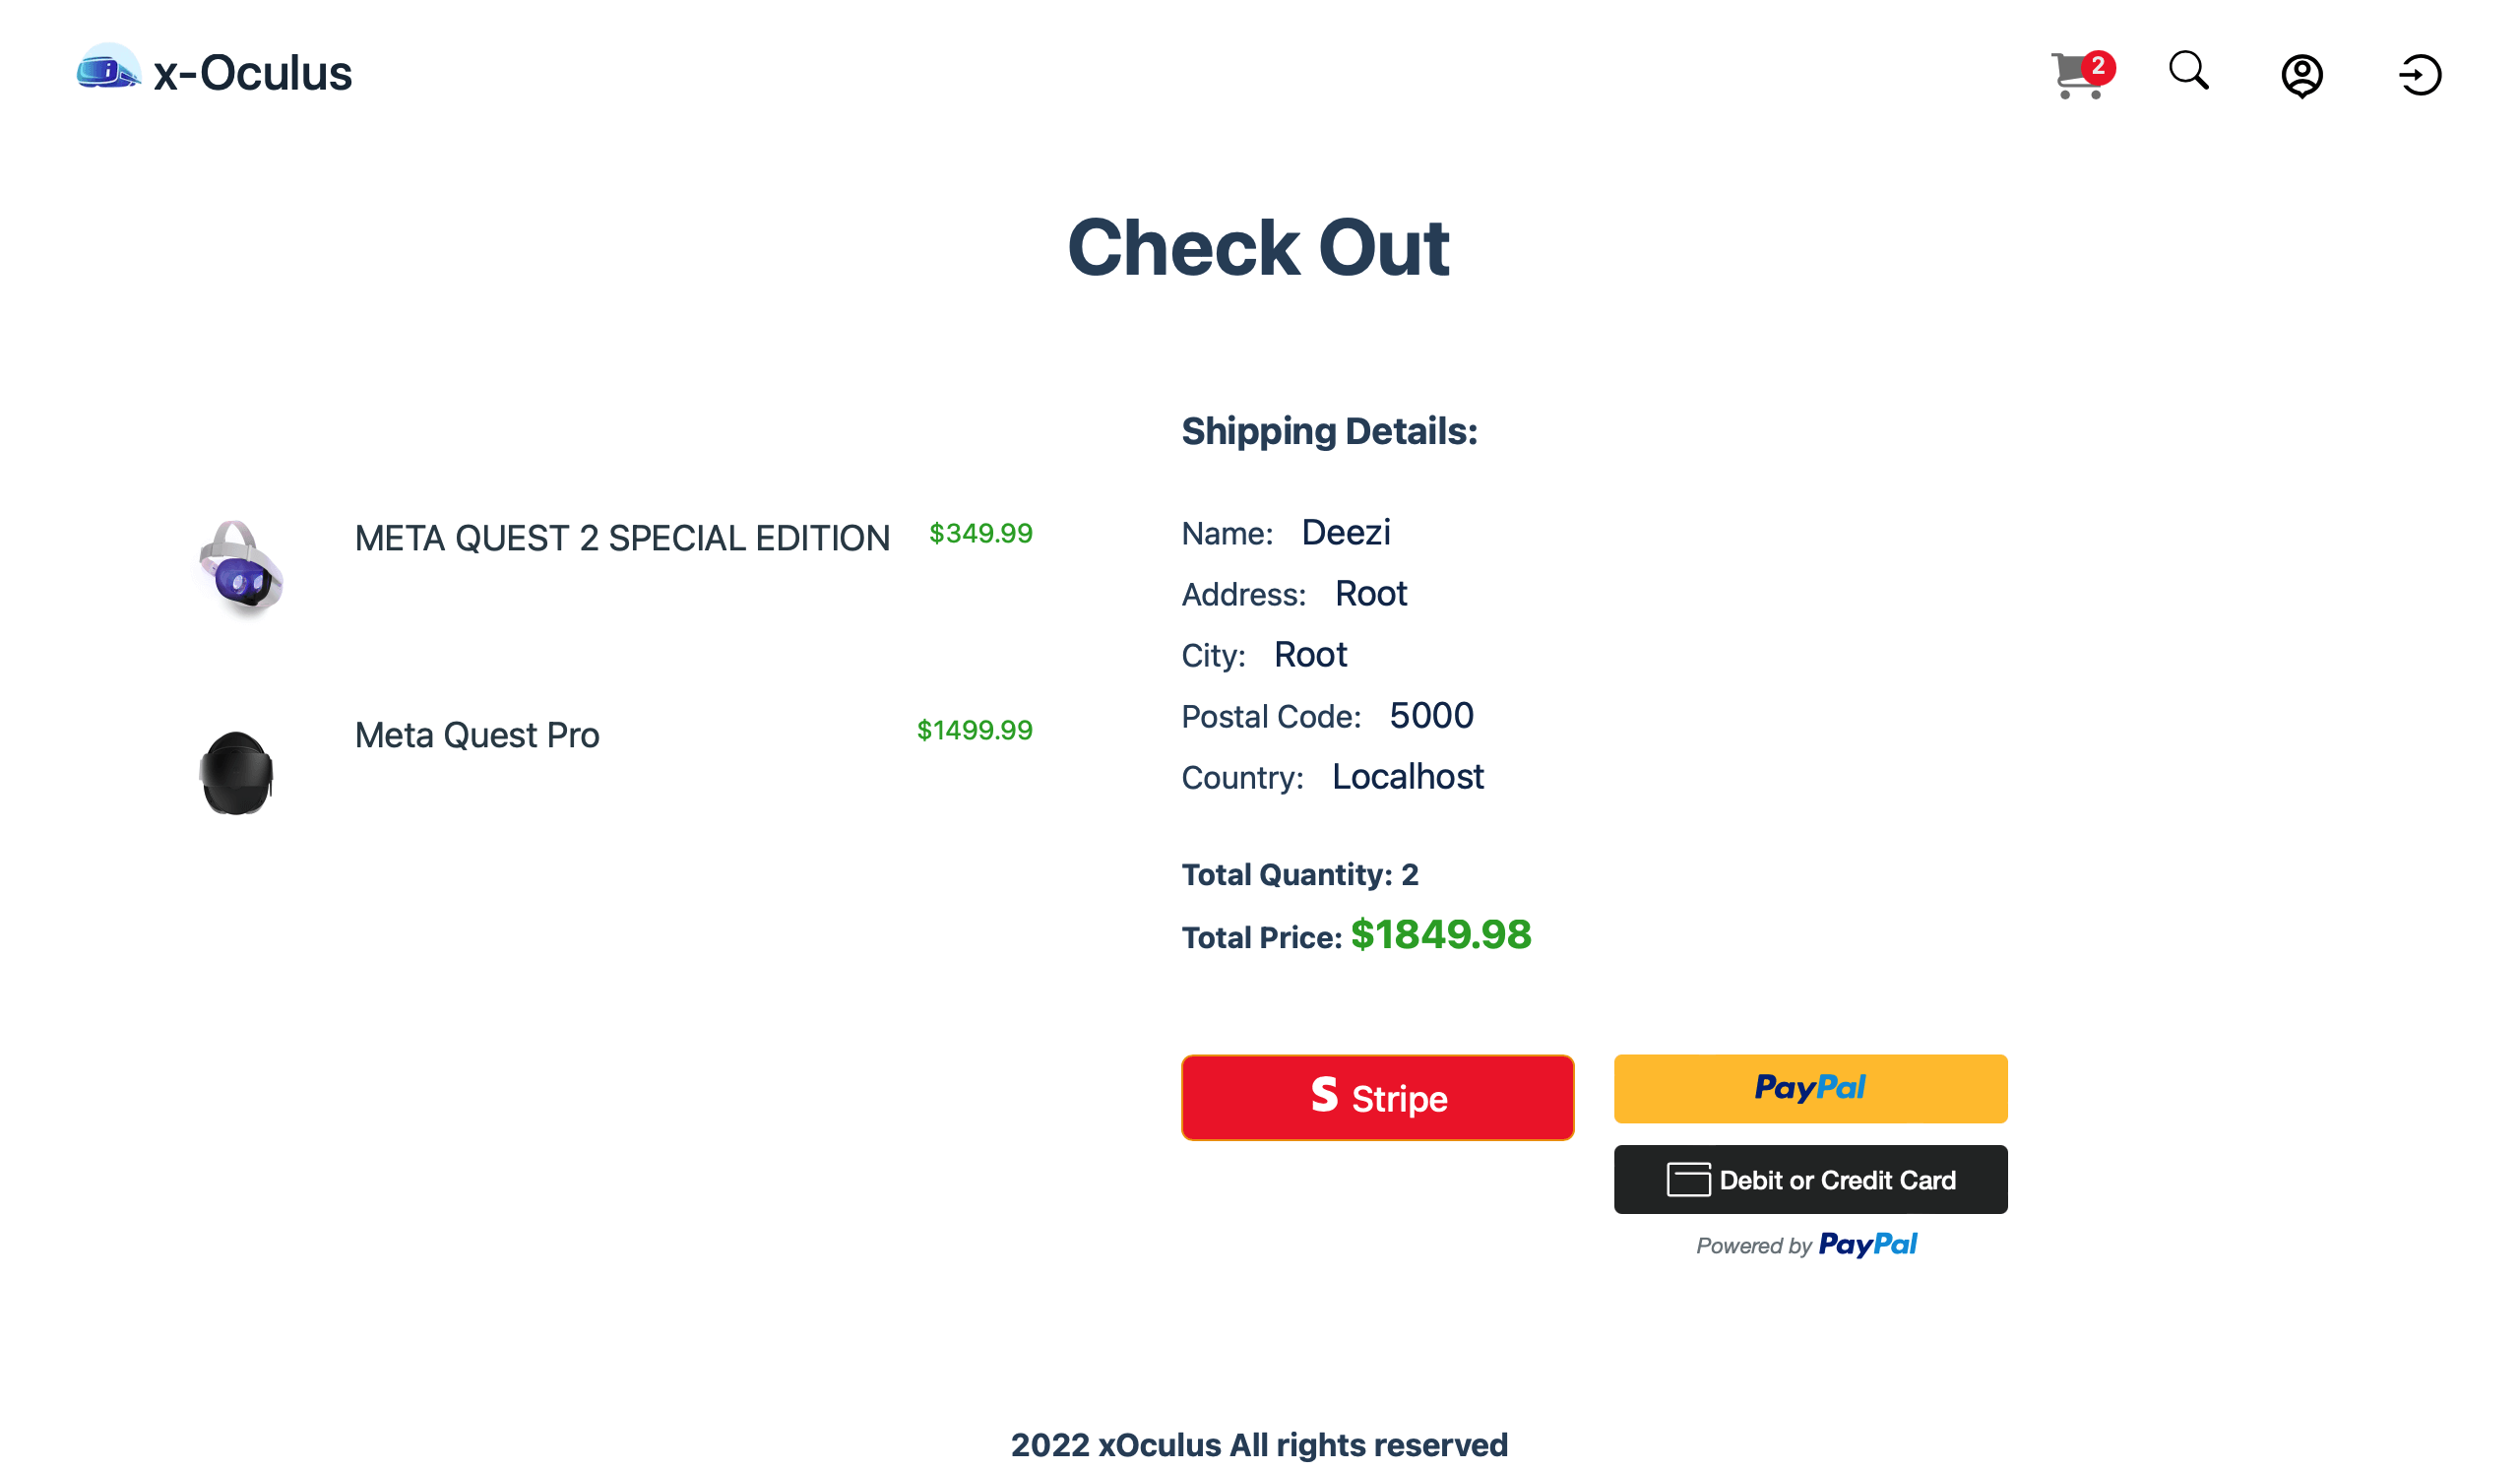 x-Oculus
2
Check Out
META QUEST 2 SPECIAL EDITION $349.99
Meta Quest Pro $1499.99
Shipping Details:
Name: Deezi
Address: Root
City: Root
Postal Code: 5000
Country: Localhost
Total Quantity: 2
Total Price: $1849.98
S Stripe
PayPal
Debit or Credit Card
Powered by PayPal
2022 xOculus All rights reserved